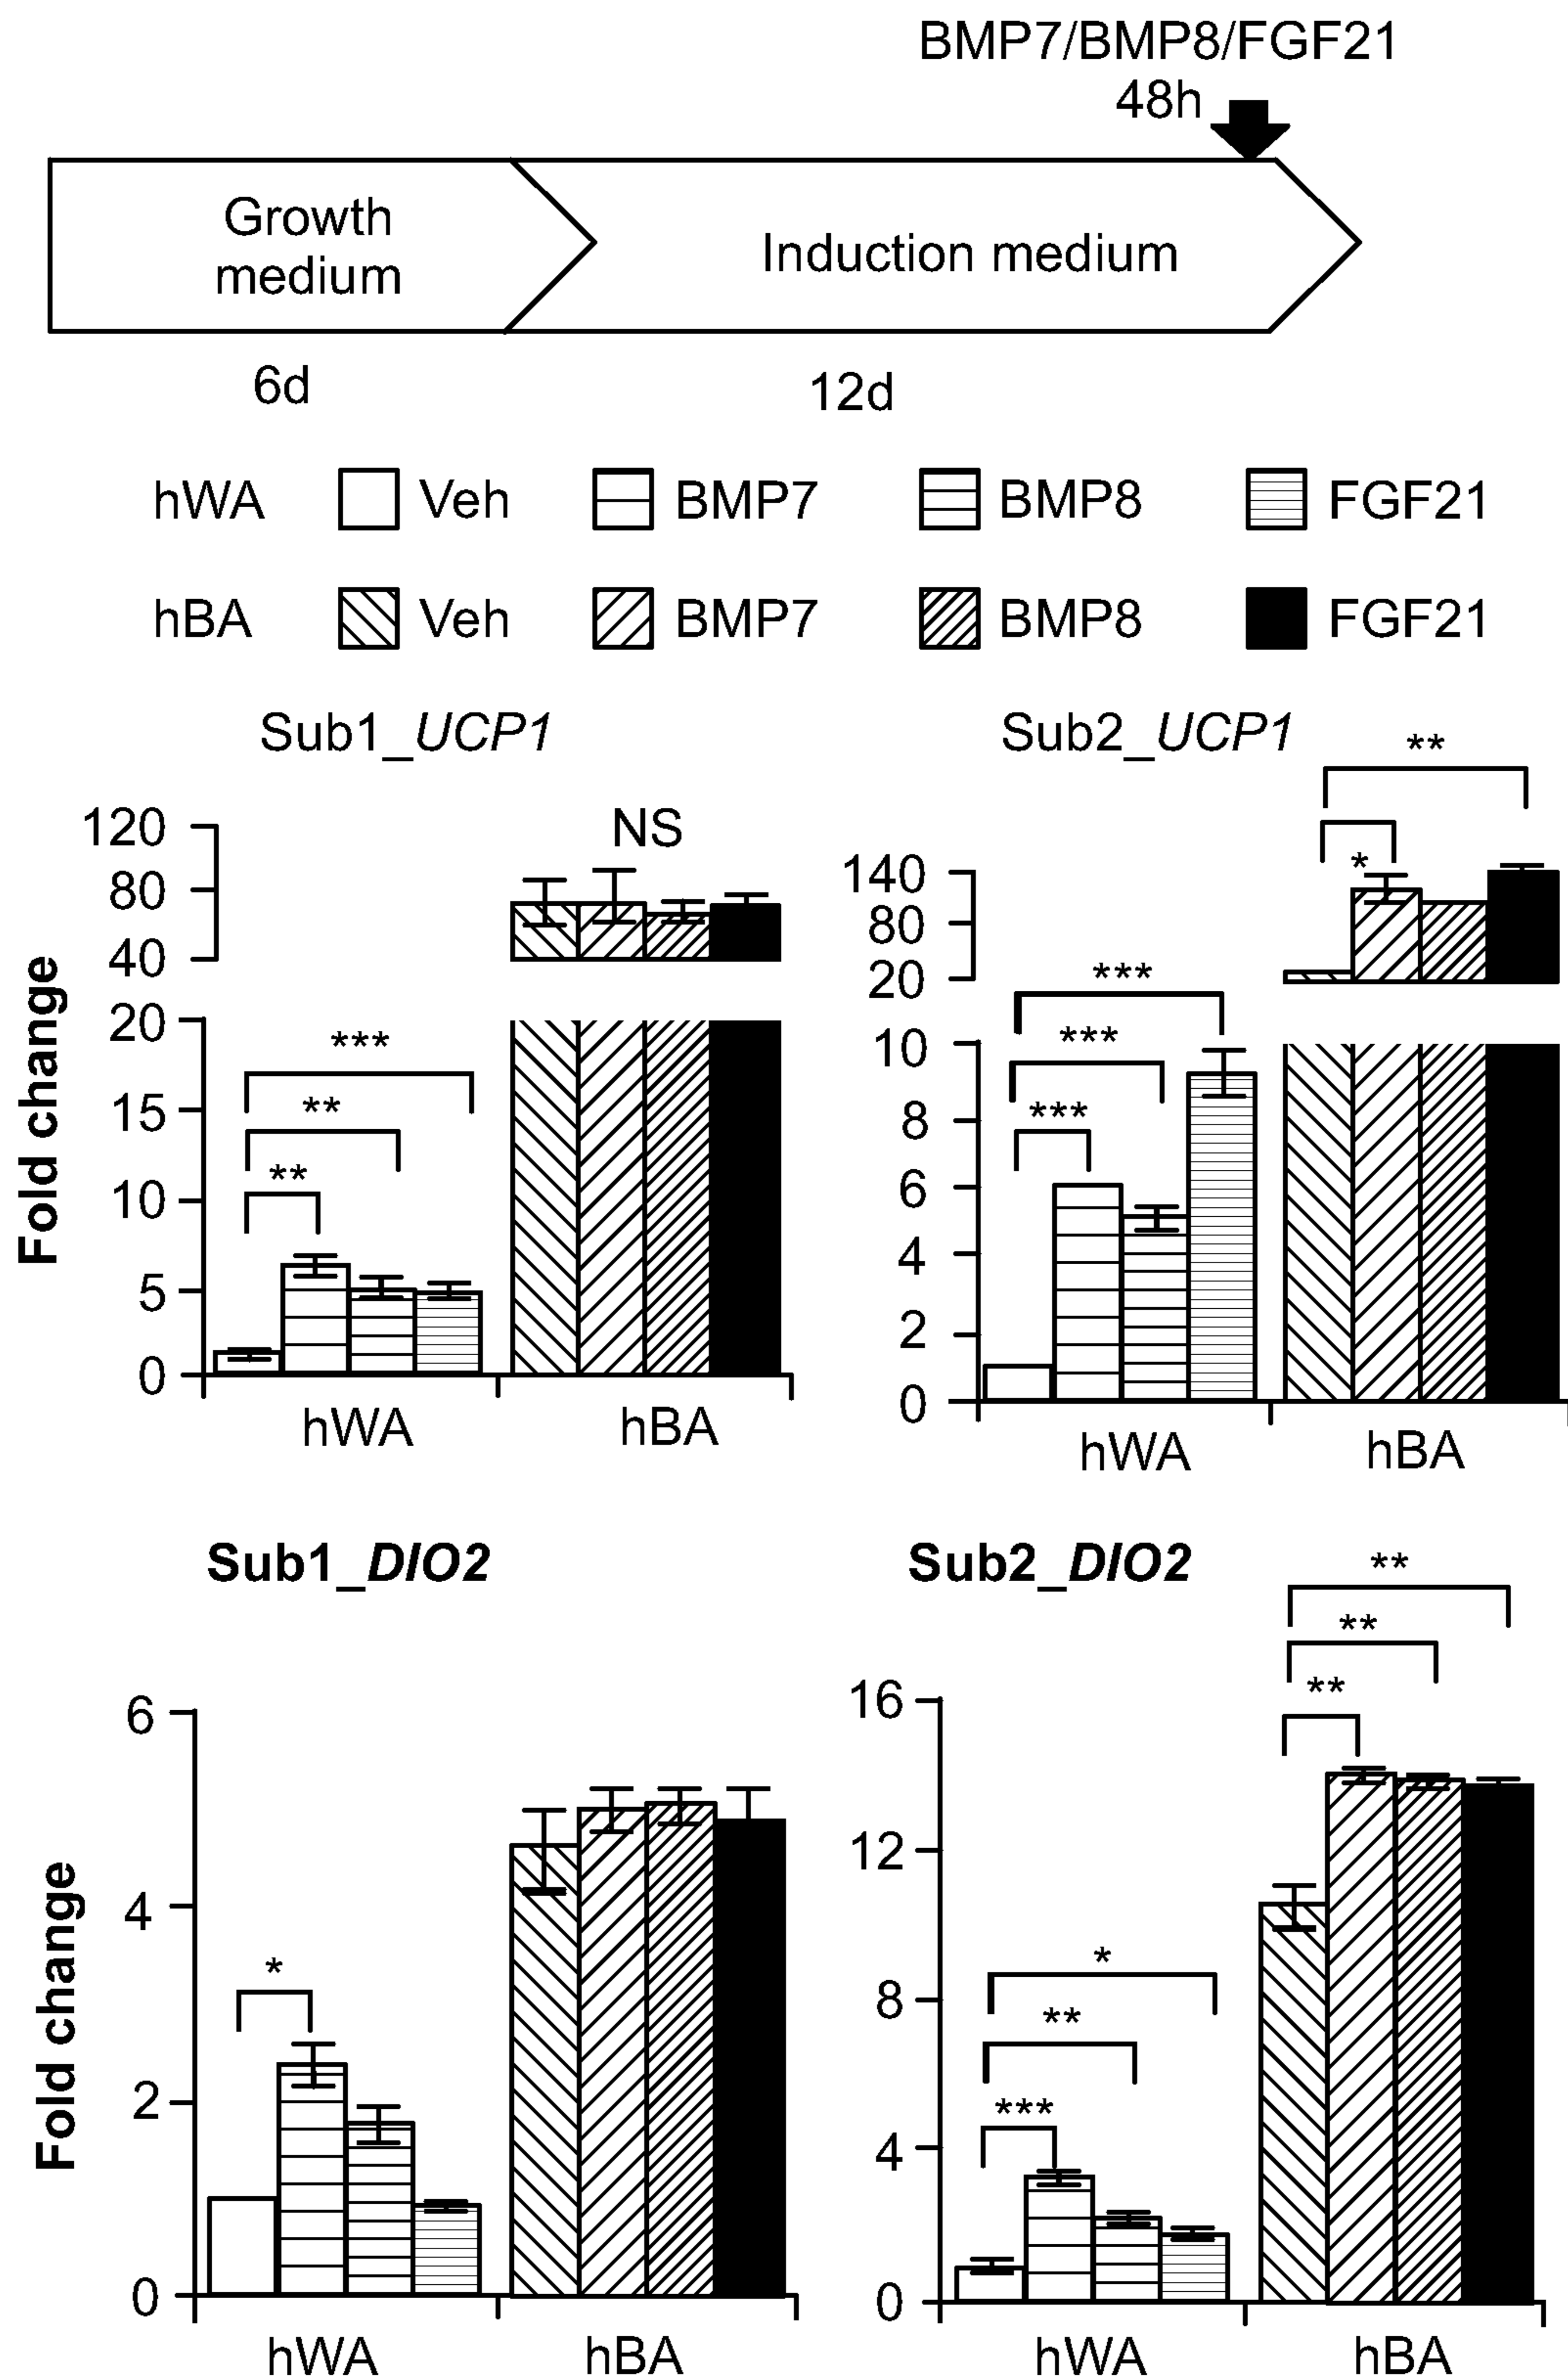 BMP7/BMP8/FGF21
48h
Growth
medium
Induction medium
6d
12d
hWA Veh BMP7 BMP8 FGF21
hBA Veh BMP7 BMP8 FGF21
Sub1_UCP1
NS
120
80
40
20
15
10
5
0
Fold change
***
**
**
hWA
hBA
Sub2_UCP1
**
*
140
80
20
10
8
6
4
2
0
***
***
***
hWA
hBA
Sub1_DIO2
6
4
2
0
Fold change
*
hWA
hBA
Sub2_DIO2
**
**
**
16
12
8
4
0
*
**
***
hWA
hBA